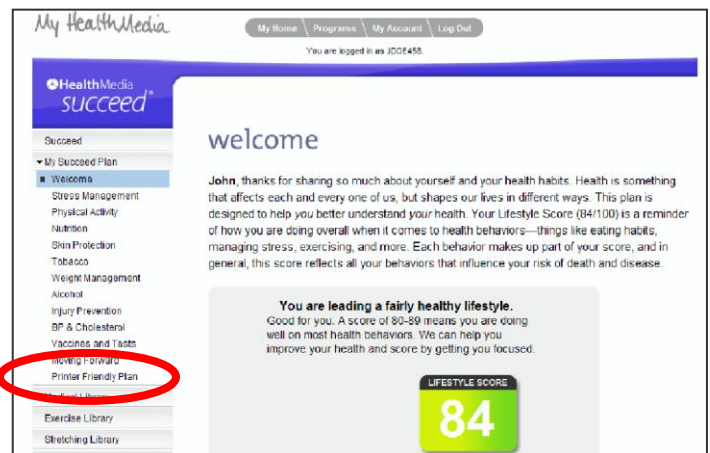 My HealthMedia
My Home \ Programs \ My Account \ Log Out
You are logged in as JDOE458.
HealthMedia
succeed
Succeed
My Succeed Plan
Welcome
Stress Management
Physical Activity
Nutrition
Skin Protection
Tobacco
Weight Management
Alcohol
Injury Prevention
BP & Cholesterol
Vaccines and Tests
Moving Forward
Printer Friendly Plan
Medical Library
Exercise Library
Stretching Library
welcome
John, thanks for sharing so much about yourself and your health habits. Health is something
that affects each and every one of us, but shapes our lives in different ways. This plan is
designed to help you better understand your health. Your Lifestyle Score (84/100) is a reminder
of how you are doing overall when it comes to health behaviors—things like eating habits,
managing stress, exercising, and more. Each behavior makes up part of your score, and in
general, this score reflects all your behaviors that influence your risk of death and disease.
You are leading a fairly healthy lifestyle.
Good for you. A score of 80-89 means you are doing
well on most health behaviors. We can help you
improve your health and score by getting you focused.
LIFESTYLE SCORE
84